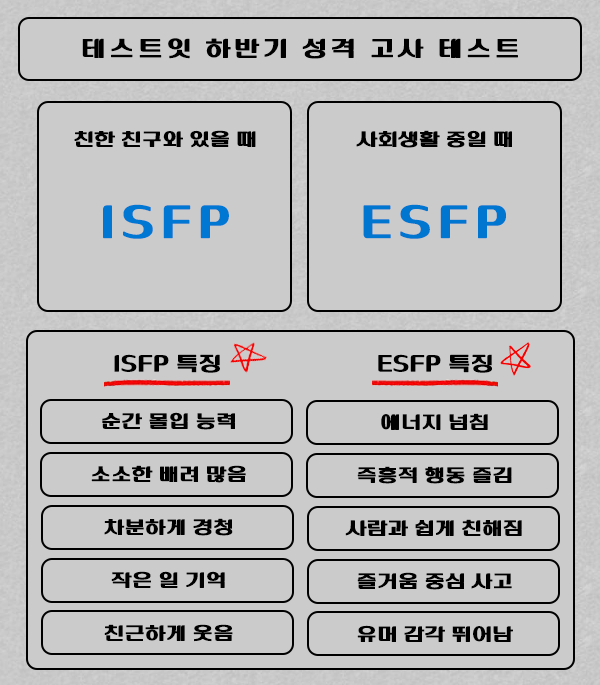 테스트잇 하반기 성격 고사 테스트
친한 친구와 있을 때
ISFP
사회생활 중일 때
ESFP
ISFP 특징
순간 몰입 능력
소소한 배려 많음
차분하게 경청
작은 일 기억
친근하게 웃음
ESFP 특징
에너지 넘침
즉흥적 행동 즐김
사람과 쉽게 친해짐
즐거움 중심 사고
유머 감각 뛰어남